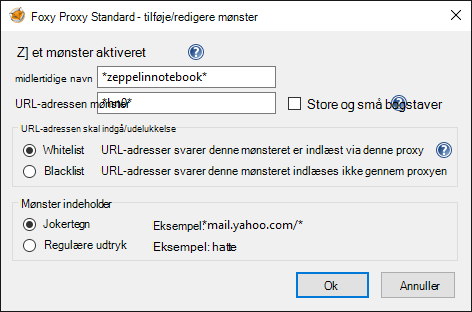 Foxy Proxy Standard - tilføje/redigere mønster
Z] et mønster aktiveret
midlertidige navn *zeppelinnotebook*
URL-adressen mønster Store og små bogstaver
URL-adressen skal indgå/udelukkelse
Whitelist URL-adresser svarer denne mønsteret er indlæst via denne proxy
Blacklist URL-adresser svarer denne mønsteret indlæses ikke gennem proxyen
Mønster indeholder
Jokertegn Eksempel: *mail.yahoo.com/*
Regulære udtryk Eksempel: hatte
Ok Annuller